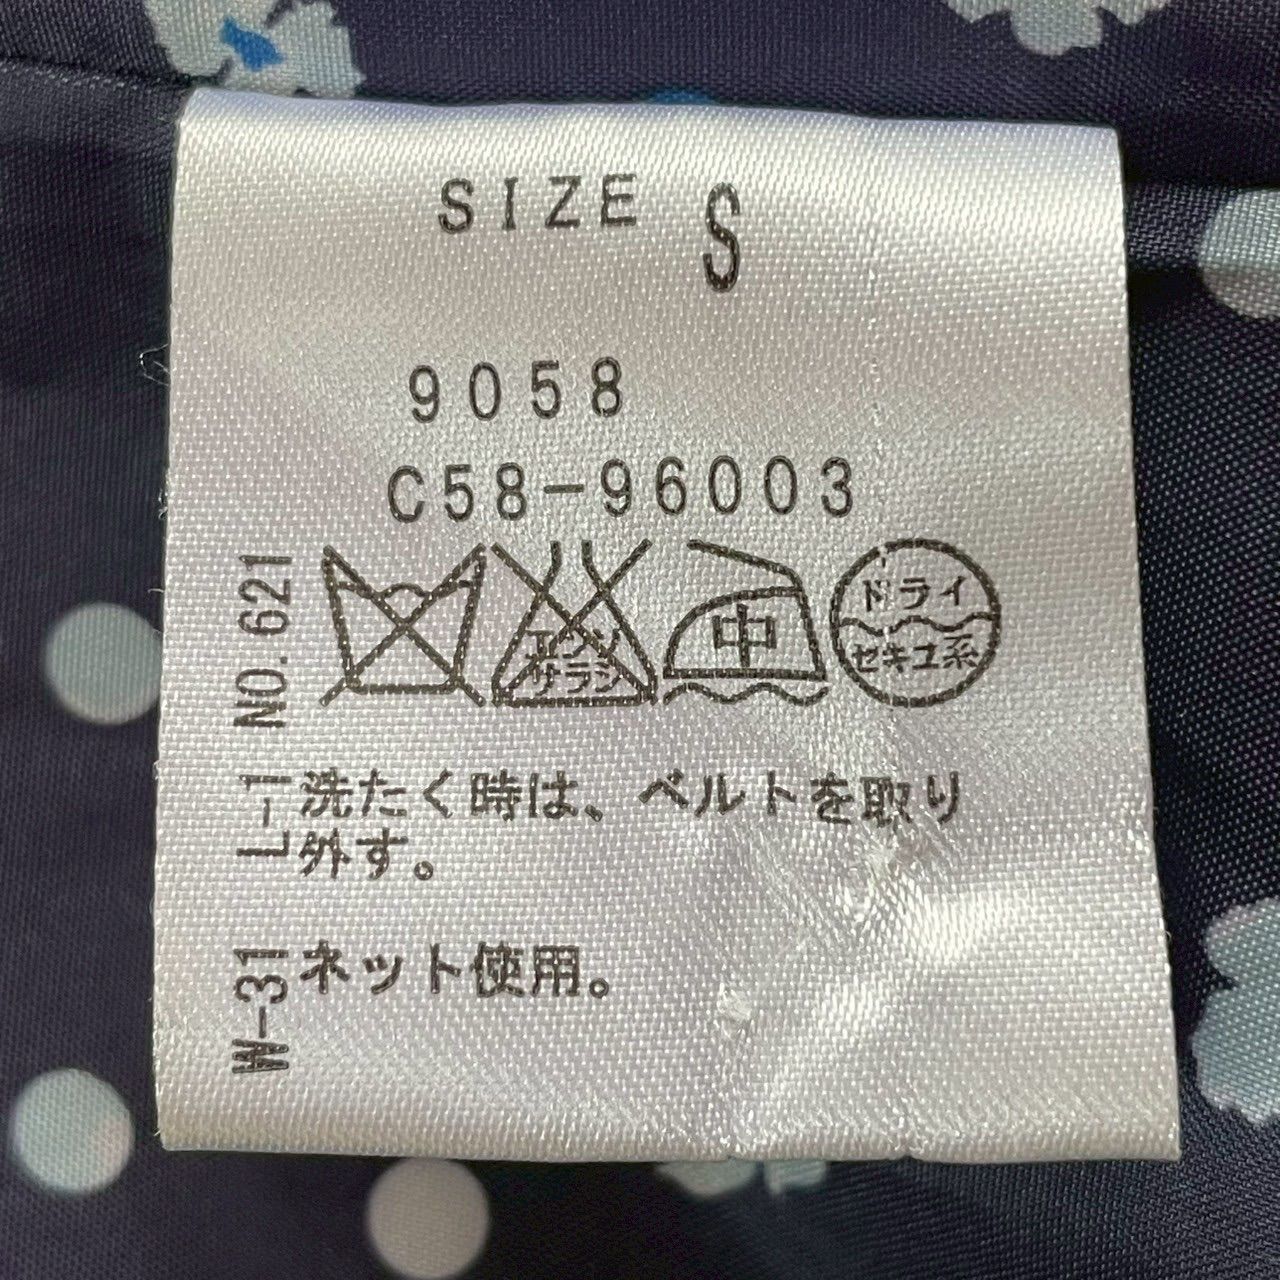 SIZE S
9058
C58-96003
NO.621
エンソ
サラシ
中
ドライ
セキユ系
L-1
洗たく時は、ベルトを取り
外す。
W-31
ネット使用。